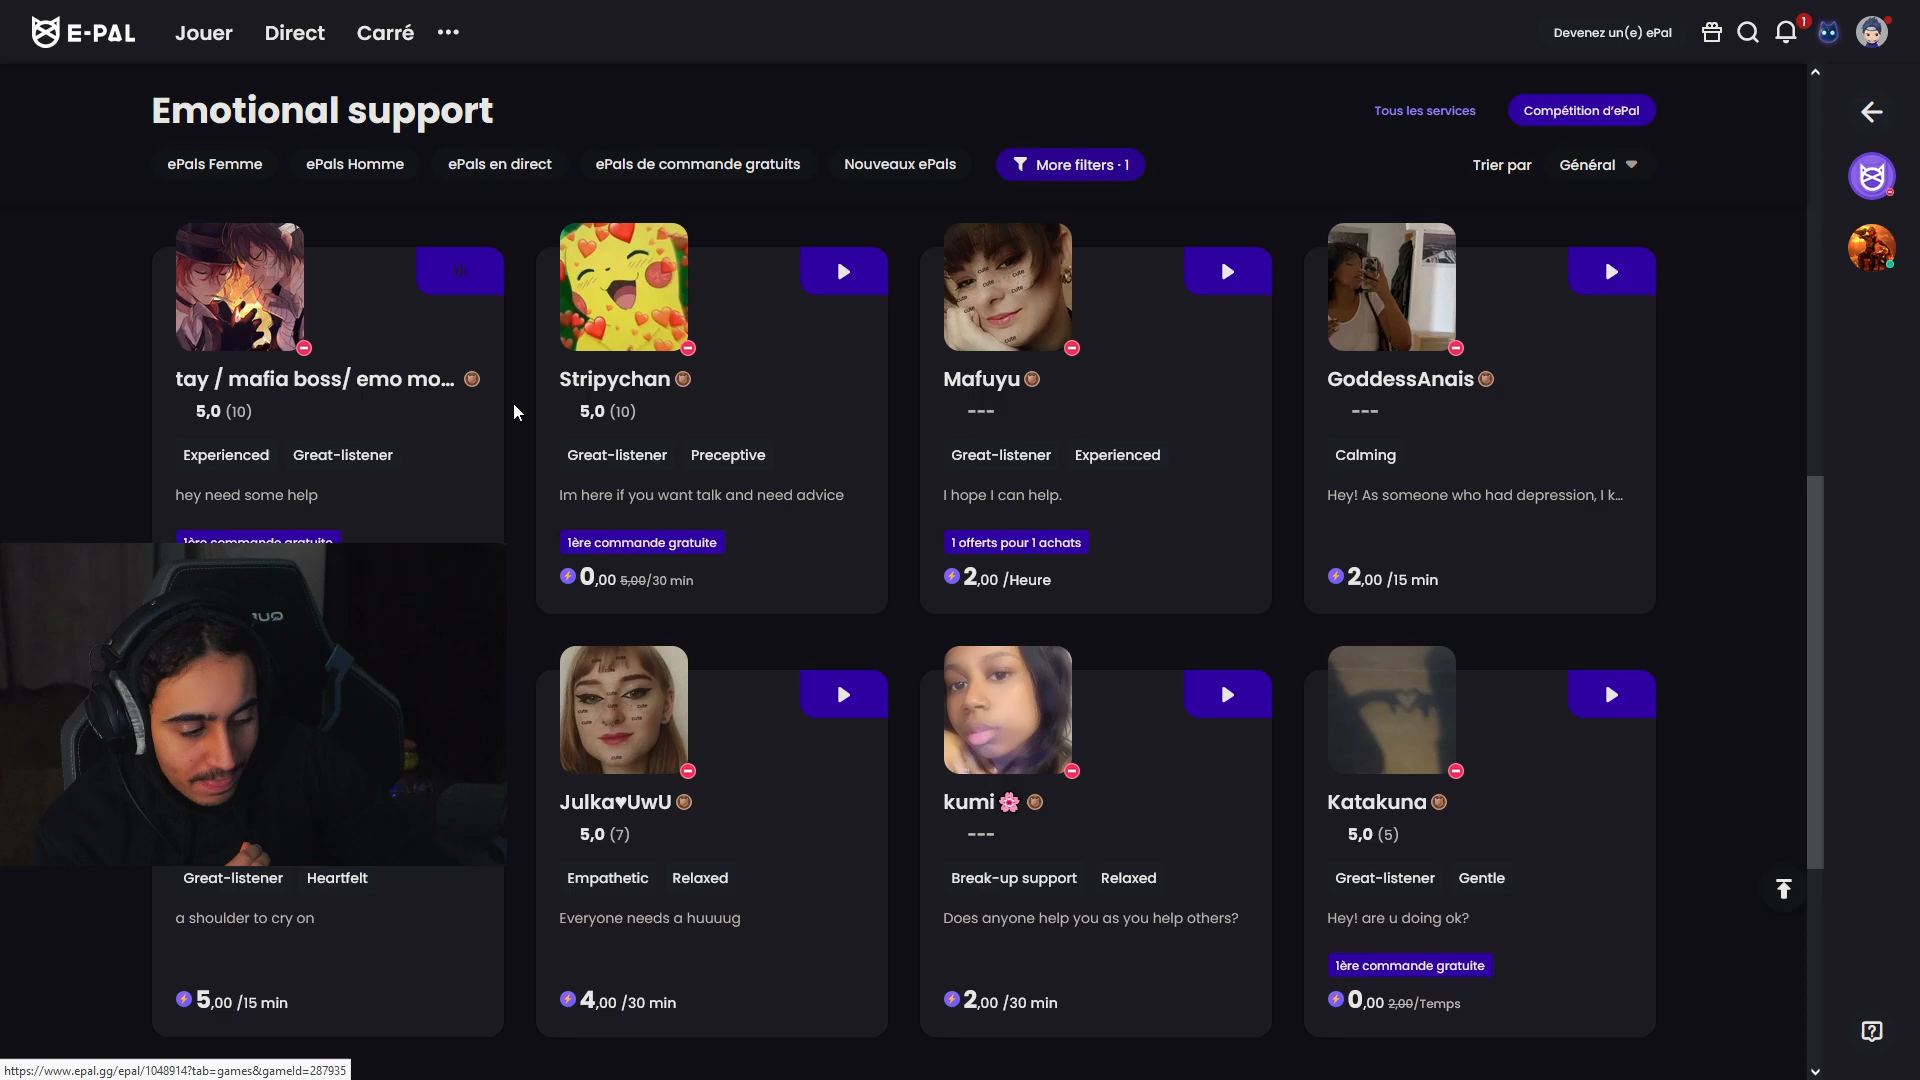 E-PAL
Jouer
Direct
Carré
•••
Devenez un(e) ePal
1
Emotional support
Tous les services
Compétition d'ePal
ePals Femme
ePals Homme
ePals en direct
ePals de commande gratuits
Nouveaux ePals
More filters · 1
Trier par
Général
tay / mafia boss/ emo mo...
5,0 (10)
Experienced
Great-listener
hey need some help
1ère commande gratuite
Stripychan
5,0 (10)
Great-listener
Preceptive
Im here if you want talk and need advice
1ère commande gratuite
0,00 5,00/30 min
Mafuyu
---
Great-listener
Experienced
I hope I can help.
1 offerts pour 1 achats
2,00 /Heure
GoddessAnais
---
Calming
Hey! As someone who had depression, I k...
2,00 /15 min
Great-listener
Heartfelt
a shoulder to cry on
5,00 /15 min
Julka♥UwU
5,0 (7)
Empathetic
Relaxed
Everyone needs a huuuug
4,00 /30 min
kumi🌸
---
Break-up support
Relaxed
Does anyone help you as you help others?
2,00 /30 min
Katakuna
5,0 (5)
Great-listener
Gentle
Hey! are u doing ok?
1ère commande gratuite
0,00 2,00/Temps
https://www.epal.gg/epal/1048914?tab=games&gameId=287935